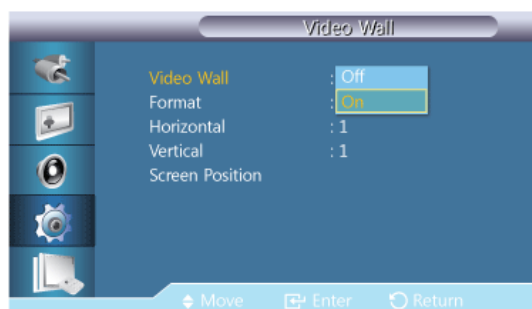 Video Wall
Video Wall : Off
Format : On
Horizontal : 1
Vertical : 1
Screen Position
Move Enter Return